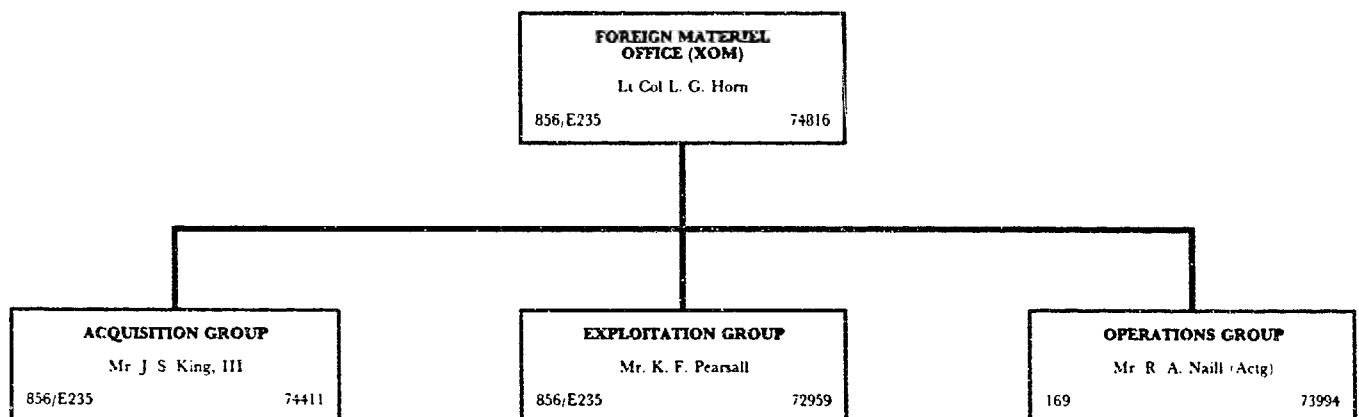 FOREIGN MATERIEL
OFFICE (XOM)
Lt Col L. G. Horn
856/E235 74816
ACQUISITION GROUP
Mr J S King, III
856/E235 74411
EXPLOITATION GROUP
Mr. K. F. Pearsall
856/E235 72959
OPERATIONS GROUP
Mr R A. Naill (Actg)
169 73994